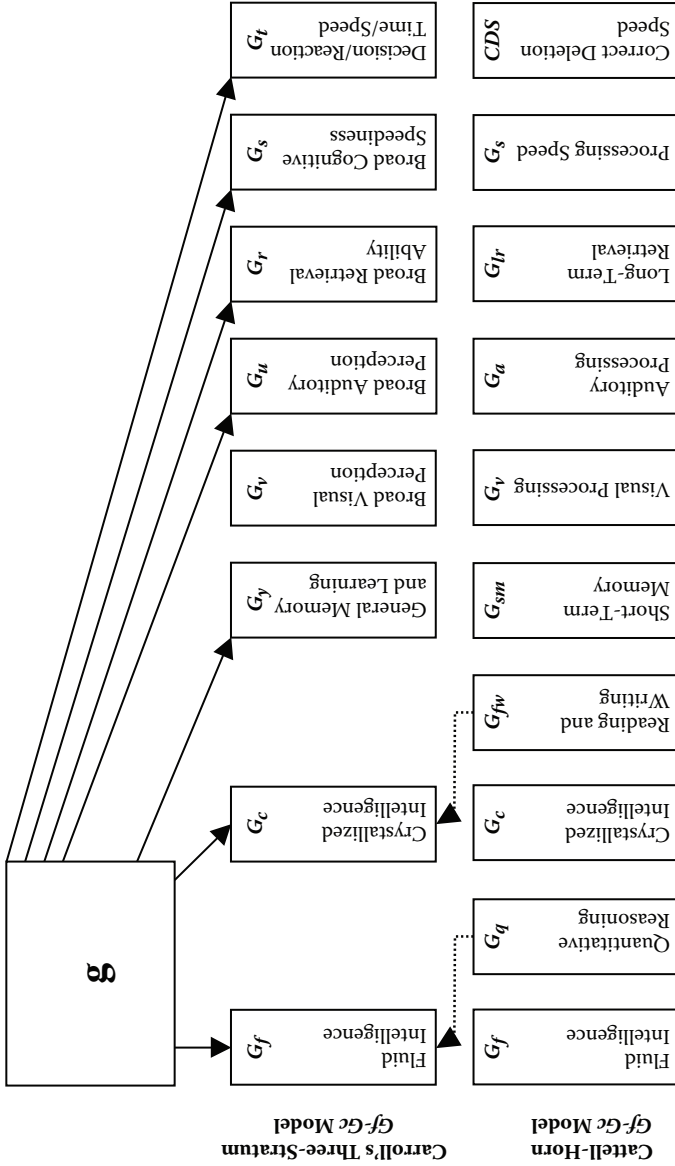 Cattell-Horn
Gf-Gc Model
Fluid
Intelligence
Gf
Quantitative
Reasoning
Gq
Crystallized
Intelligence
Gc
Reading and
Writing
Gfw
Short-Term
Memory
Gsm
Visual Processing
Gv
Auditory
Processing
Ga
Long-Term
Retrieval
Glr
Processing Speed
Gs
Correct Deletion
Speed
CDS
Carroll's Three-Stratum
Gf-Gc Model
Fluid
Intelligence
Gf
Crystallized
Intelligence
Gc
General Memory
and Learning
Gy
Broad Visual
Perception
Gv
Broad Auditory
Perception
Gu
Broad Retrieval
Ability
Gr
Broad Cognitive
Speediness
Gs
Decision/Reaction
Time/Speed
Gt
g